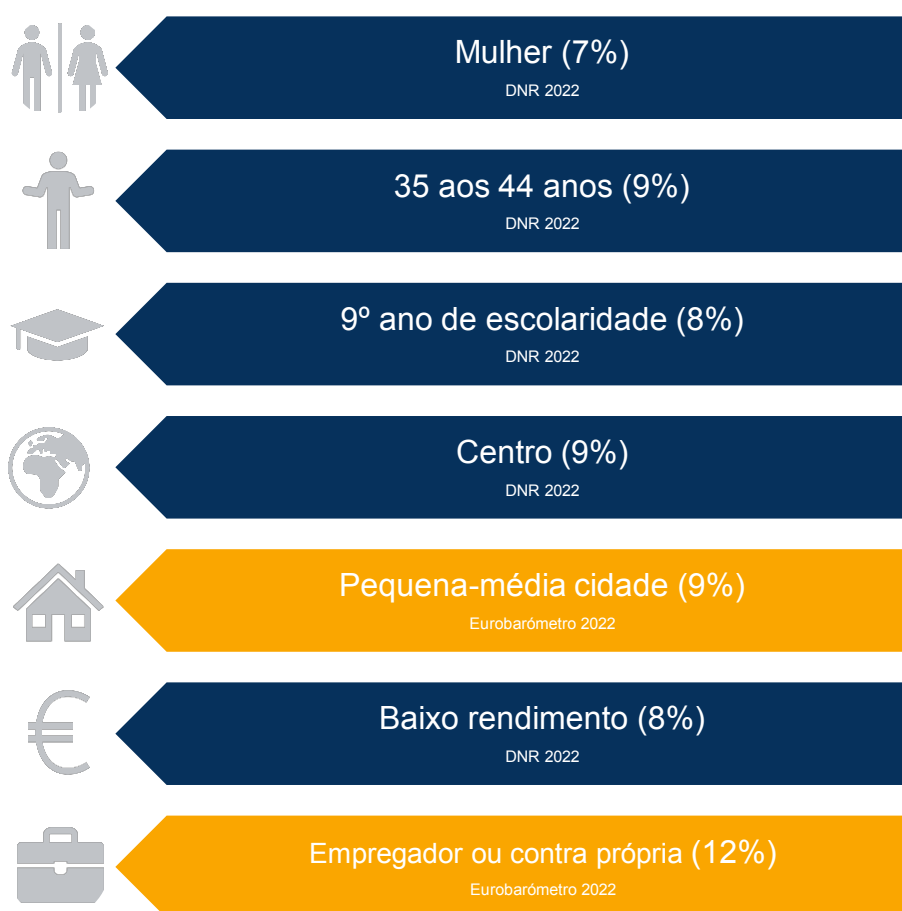 Mulher (7%)
DNR 2022
35 aos 44 anos (9%)
DNR 2022
9º ano de escolaridade (8%)
DNR 2022
Centro (9%)
DNR 2022
Pequena-média cidade (9%)
Eurobarómetro 2022
Baixo rendimento (8%)
DNR 2022
Empregador ou contra própria (12%)
Eurobarómetro 2022